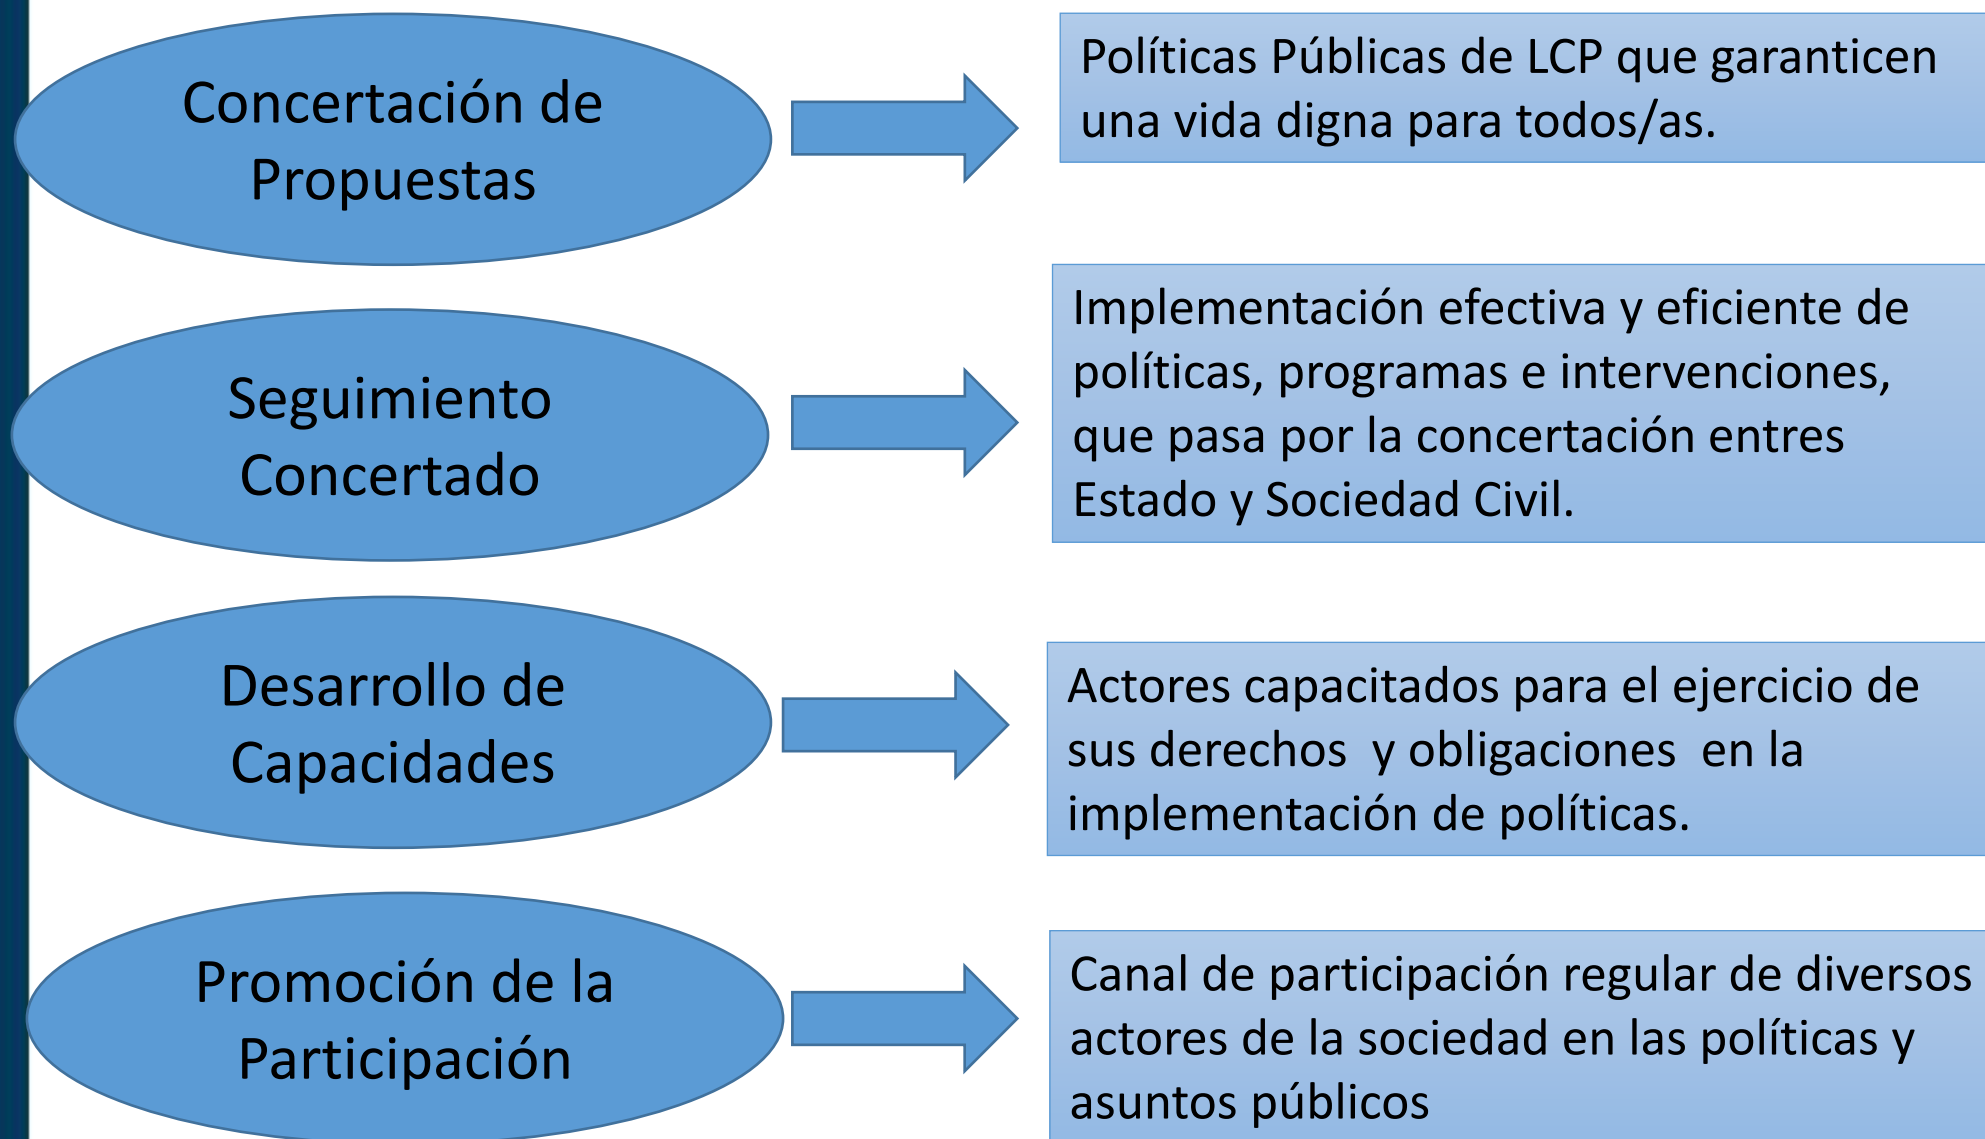 Concertación de
Propuestas
Políticas Públicas de LCP que garanticen
una vida digna para todos/as.
Seguimiento
Concertado
Implementación efectiva y eficiente de
políticas, programas e intervenciones,
que pasa por la concertación entres
Estado y Sociedad Civil.
Desarrollo de
Capacidades
Actores capacitados para el ejercicio de
sus derechos  y obligaciones  en la
implementación de políticas.
Promoción de la
Participación
Canal de participación regular de diversos
actores de la sociedad en las políticas y
asuntos públicos